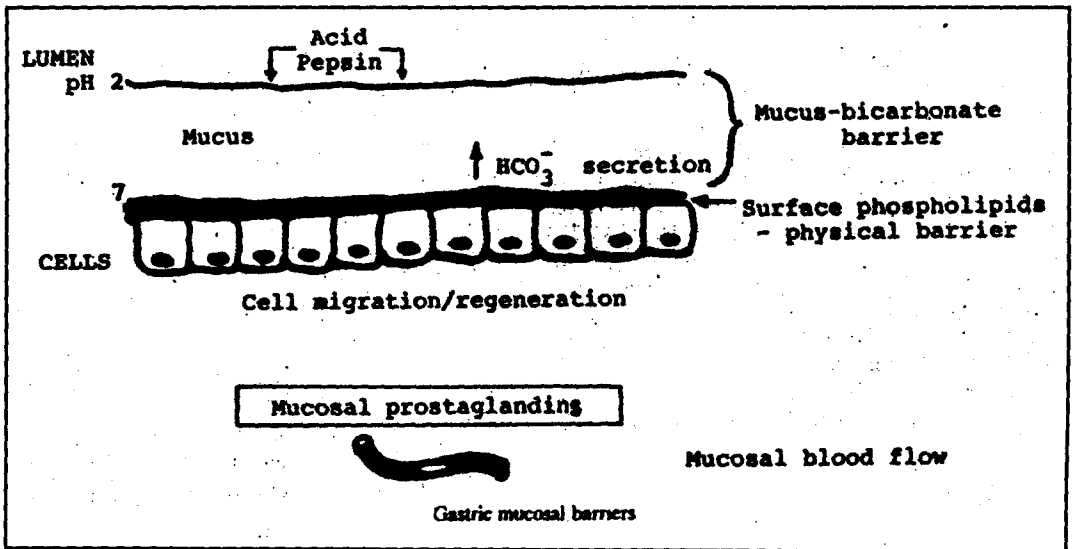 Acid
LUMEN
Pepsin
pH 2
Mucus-bicarbonate
barrier
Mucus
HCO3- secretion
7
Surface phospholipids
- physical barrier
CELLS
Cell migration/regeneration
Mucosal prostaglanding
Mucosal blood flow
Gastric mucosal barriers